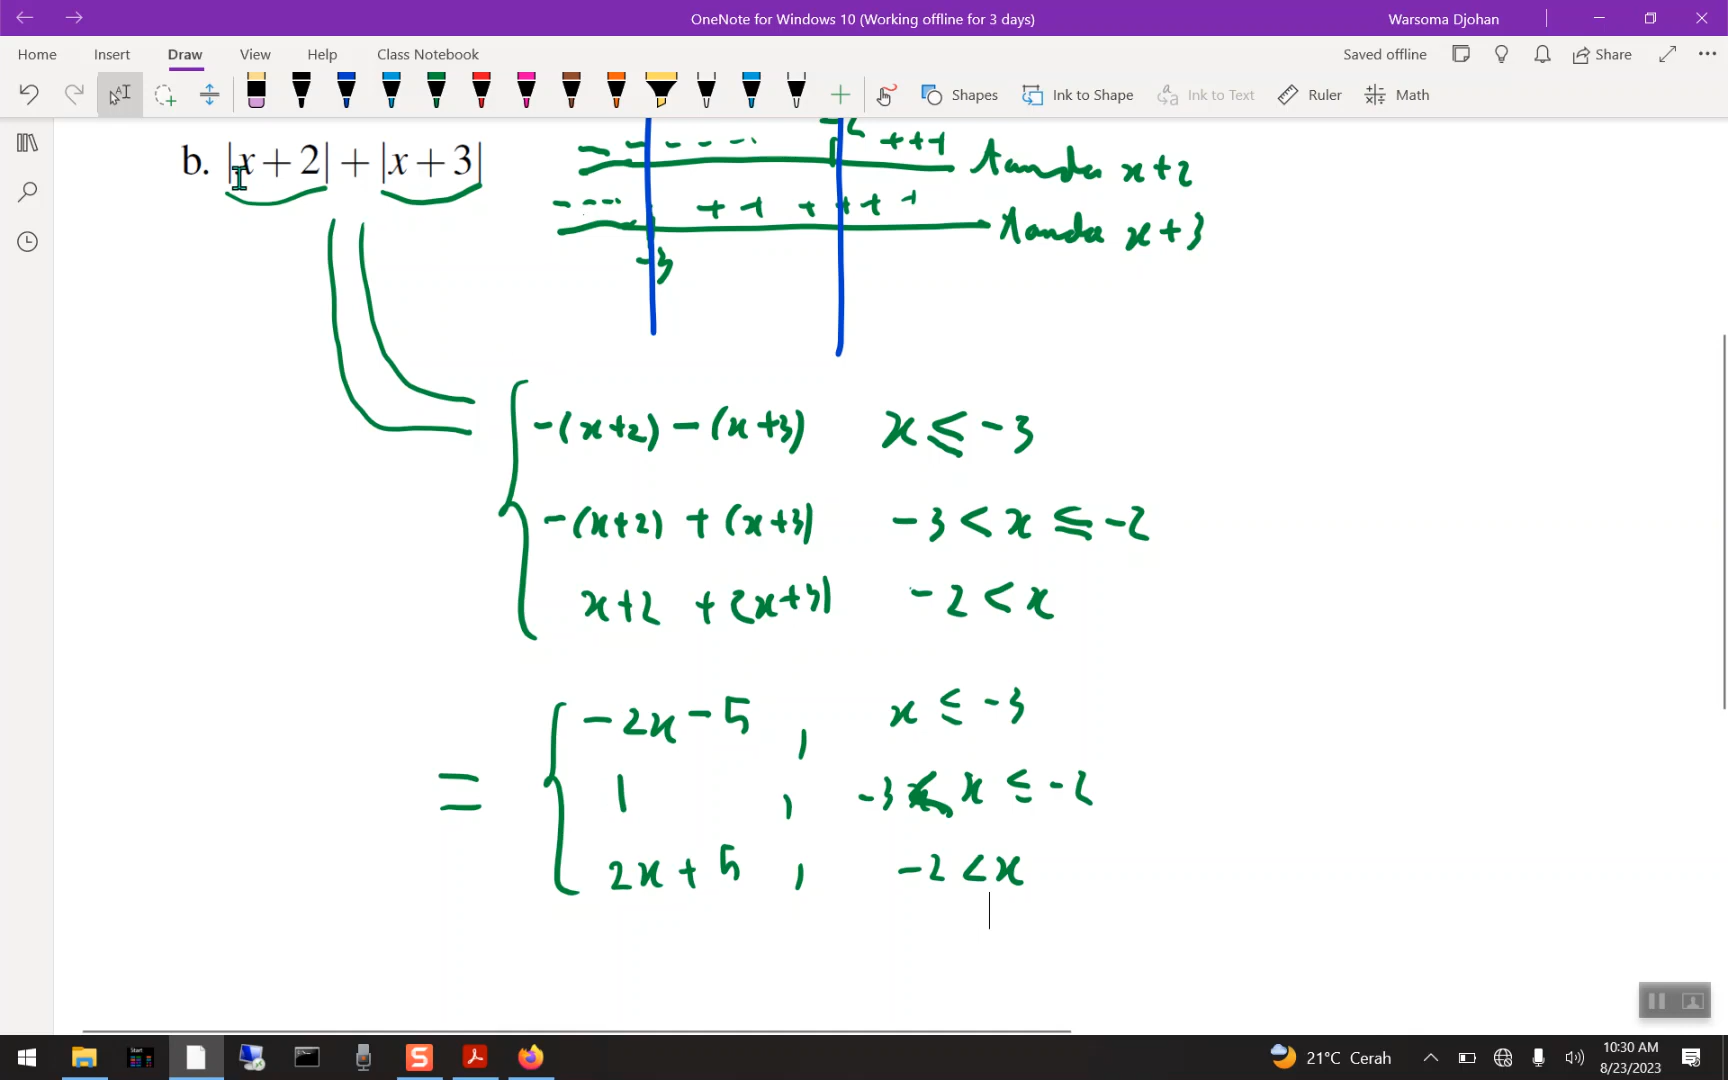 OneNote for Windows 10 (Working offline for 3 days)
Warsoma Djohan
Home Insert Draw View Help Class Notebook
Saved offline Share
Shapes Ink to Shape Ink to Text Ruler Math
b. |x + 2| + |x + 3|
-2
- - - - - - +++
tanda x+2
- - - - + + + + + +
tanda x+3
-3
-(x+2) - (x+3) x ≤ -3
-(x+2) + (x+3) -3 < x ≤ -2
x+2 + (x+3) -2 < x
-2x - 5 , x ≤ -3
= 1 , -3 < x ≤ -2
2x + 5 , -2 < x
Start
21°C Cerah
10:30 AM
8/23/2023